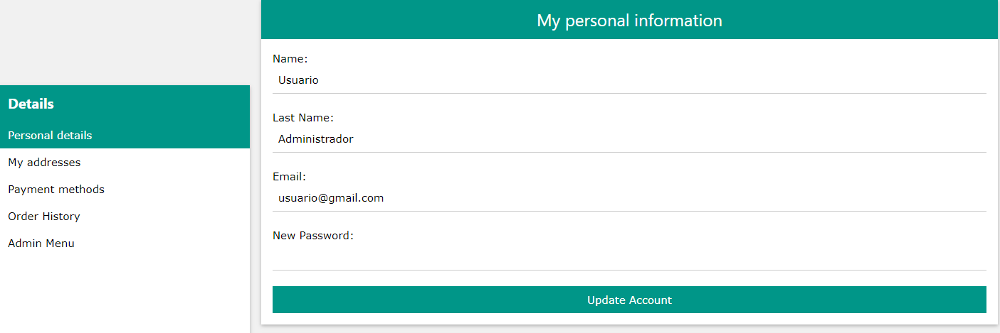 My personal information
Details
Personal details
My addresses
Payment methods
Order History
Admin Menu
Name:
Usuario
Last Name:
Administrador
Email:
usuario@gmail.com
New Password:
Update Account